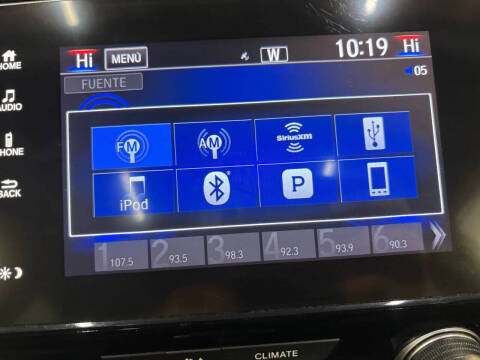 Hi MENÚ W 10:19 Hi
HOME
FUENTE 05
AUDIO
FM AM SiriusXM
PHONE
iPod P
BACK
1 107.5 2 93.5 3 98.3 4 92.3 5 93.9 6 90.3
CLIMATE